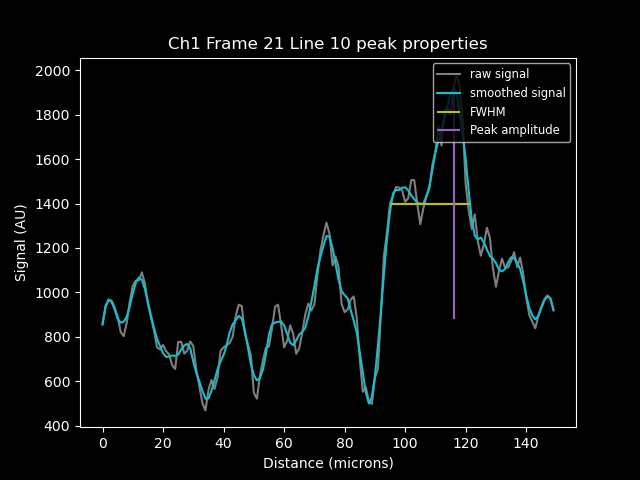 Ch1 Frame 21 Line 10 peak properties
raw signal
smoothed signal
FWHM
Peak amplitude
Signal (AU)
2000
1800
1600
1400
1200
1000
800
600
400
0 20 40 60 80 100 120 140
Distance (microns)